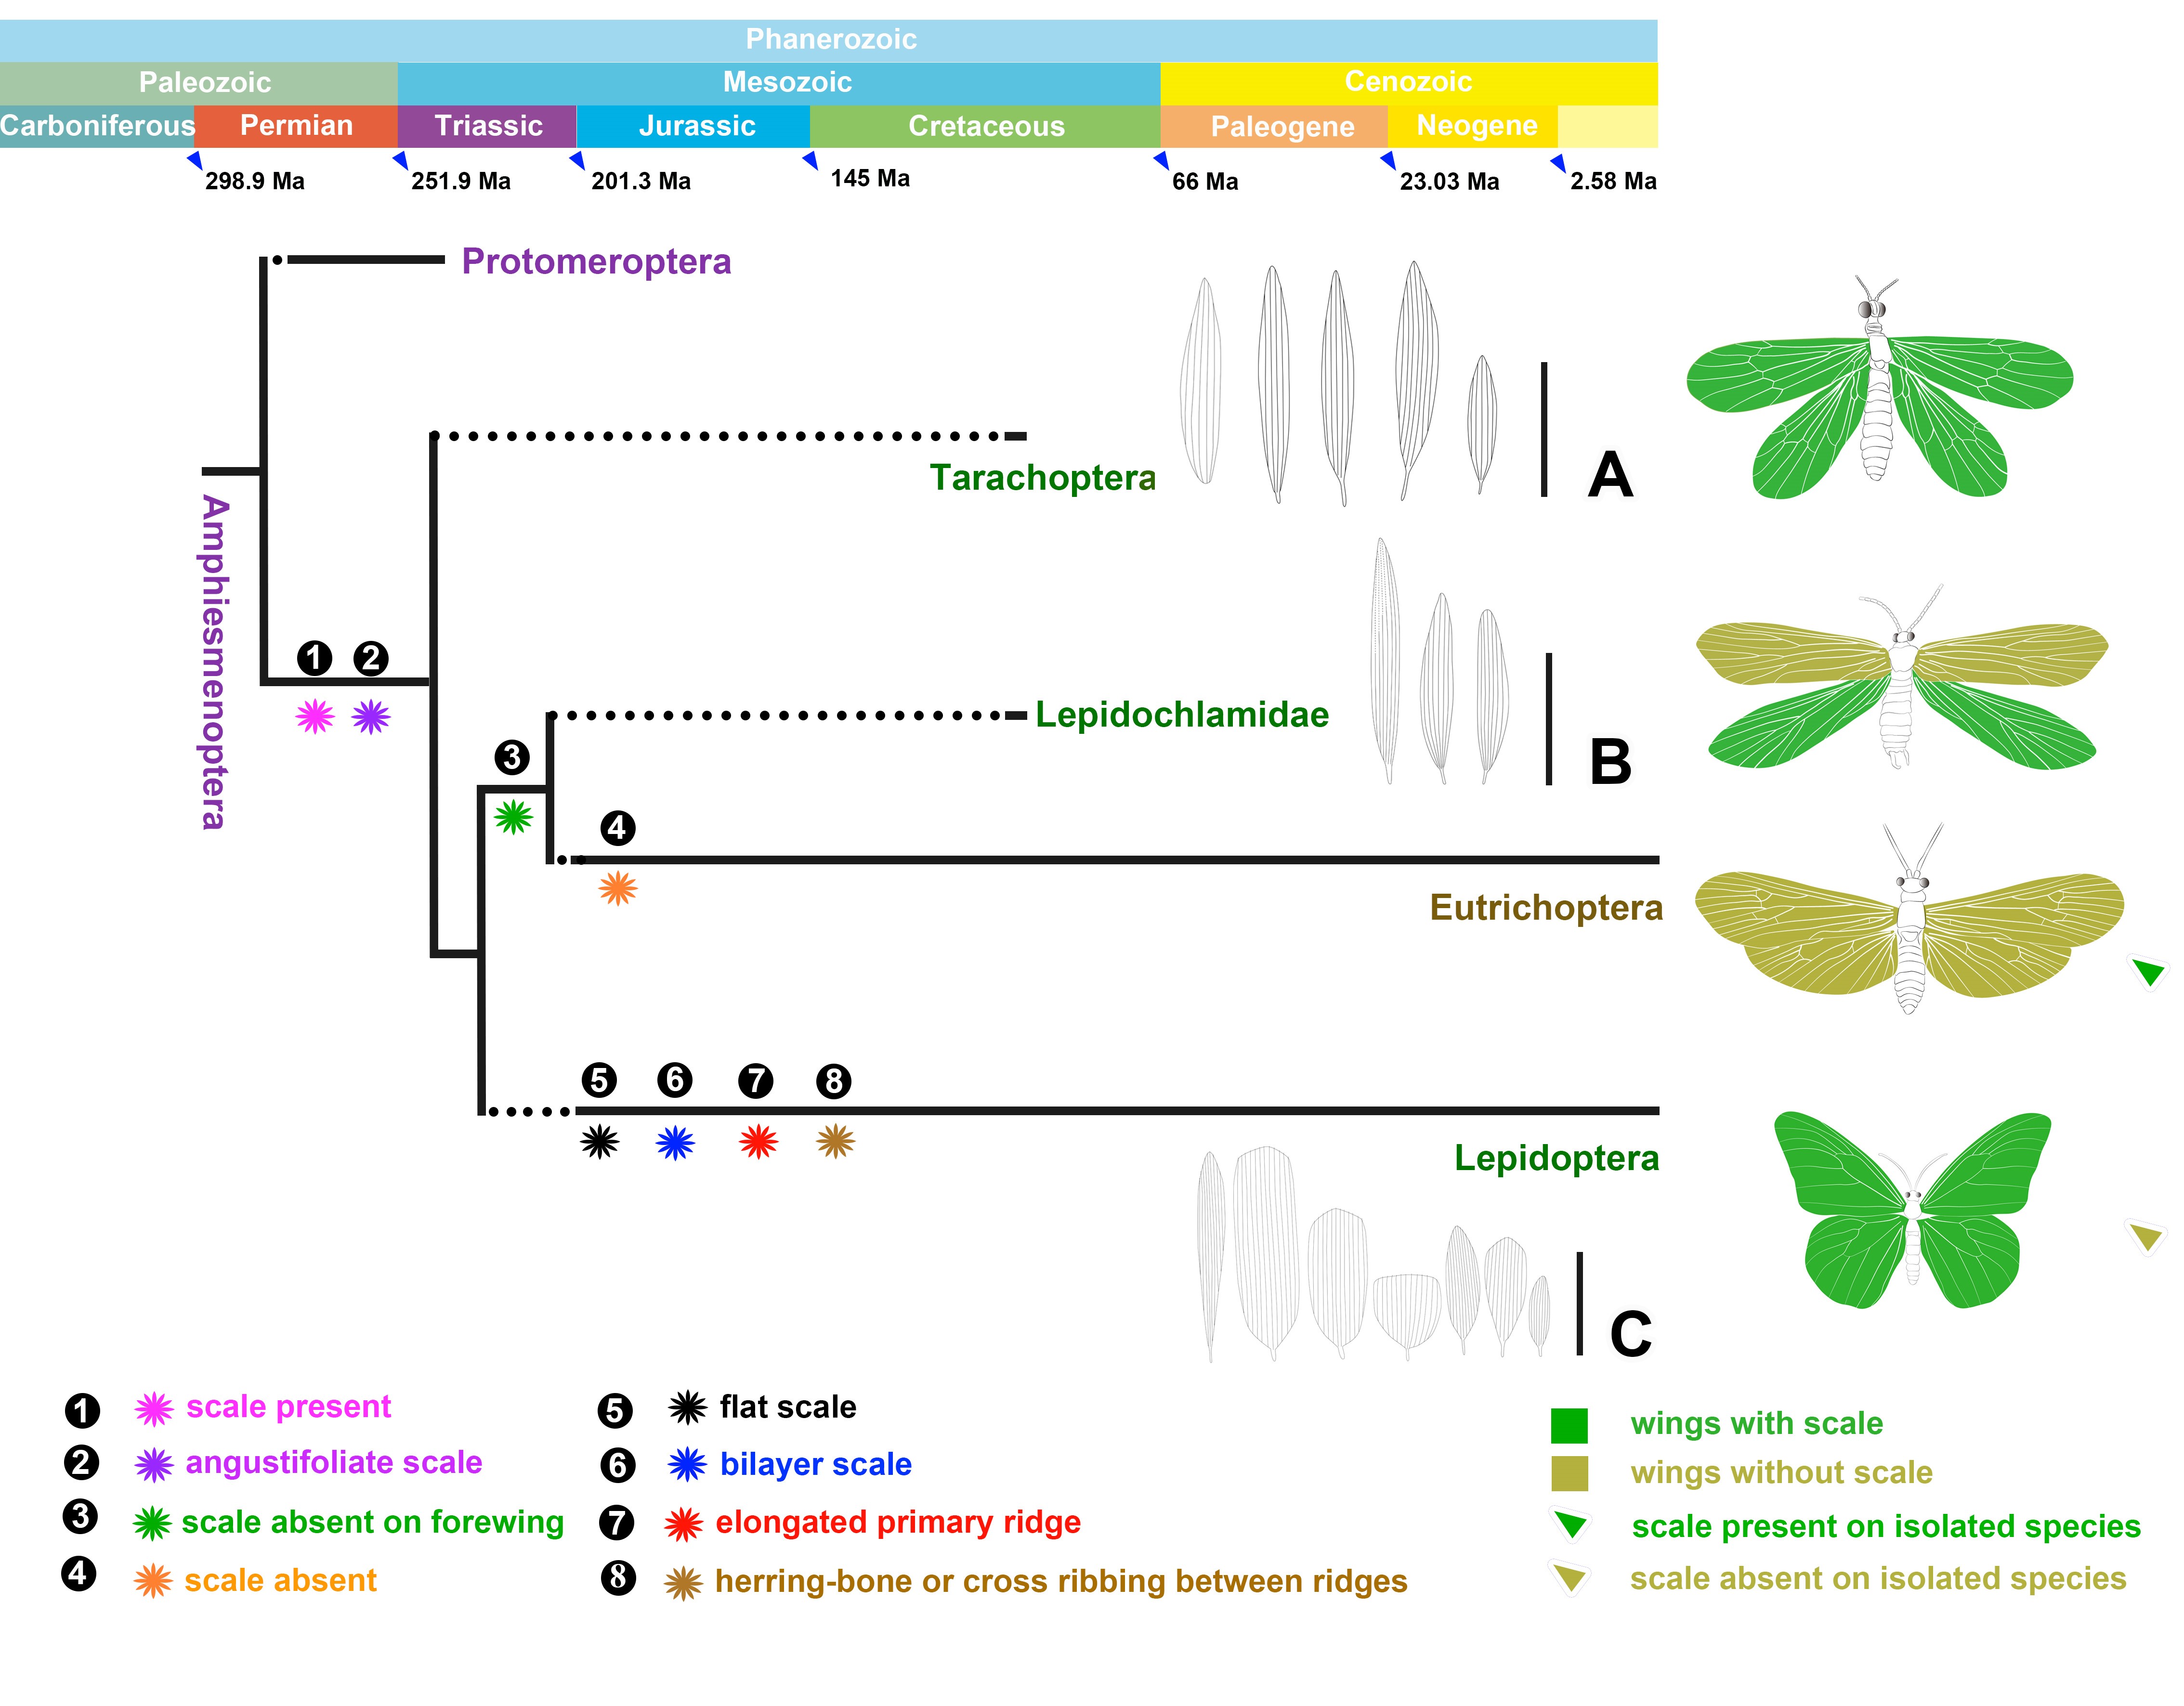 Phanerozoic
Paleozoic Mesozoic Cenozoic
Carboniferous Permian Triassic Jurassic Cretaceous Paleogene Neogene
298.9 Ma 251.9 Ma 201.3 Ma 145 Ma 66 Ma 23.03 Ma 2.58 Ma
Protomeroptera
Tarachoptera
A
Amphiesmenoptera
1 2
Lepidochlamidae
B
3
4
Eutrichoptera
5 6 7 8
Lepidoptera
C
1 scale present
2 angustifoliate scale
3 scale absent on forewing
4 scale absent
5 flat scale
6 bilayer scale
7 elongated primary ridge
8 herring-bone or cross ribbing between ridges
wings with scale
wings without scale
scale present on isolated species
scale absent on isolated species